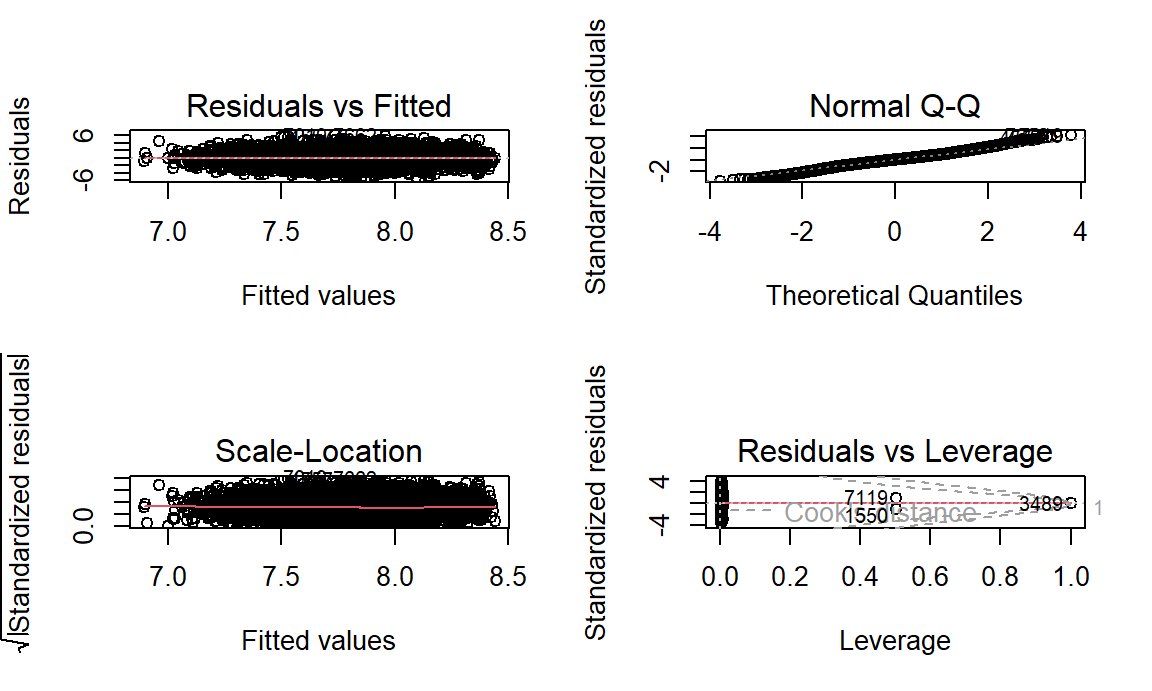 Residuals vs Fitted
Residuals
6
-6
7.0 7.5 8.0 8.5
Fitted values
Normal Q-Q
Standardized residuals
-2
-4 -2 0 2 4
Theoretical Quantiles
Scale-Location
√|Standardized residuals|
0.0
7.0 7.5 8.0 8.5
Fitted values
Residuals vs Leverage
Standardized residuals
4
-4
7119
1550
3489
Cook's distance
1
0.0 0.2 0.4 0.6 0.8 1.0
Leverage